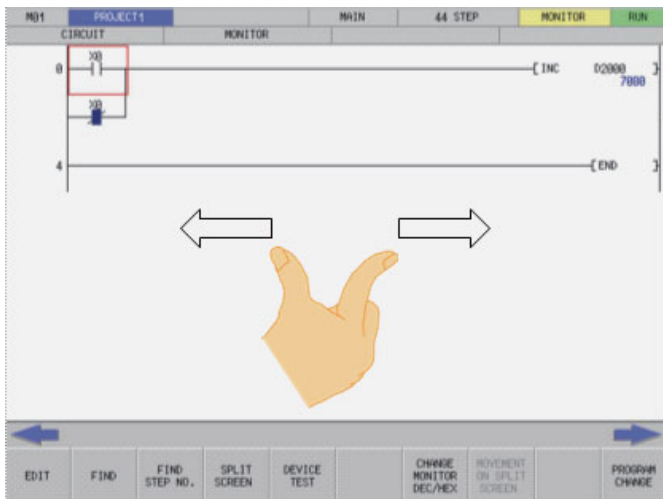 M01 PROJECT1 MAIN 44 STEP MONITOR RUN
CIRCUIT MONITOR
X0
0 INC D2000
7000
X0
4 END
EDIT FIND FIND STEP NO. SPLIT SCREEN DEVICE TEST CHANGE MONITOR DEC/HEX MOVEMENT ON SPLIT SCREEN PROGRAM CHANGE